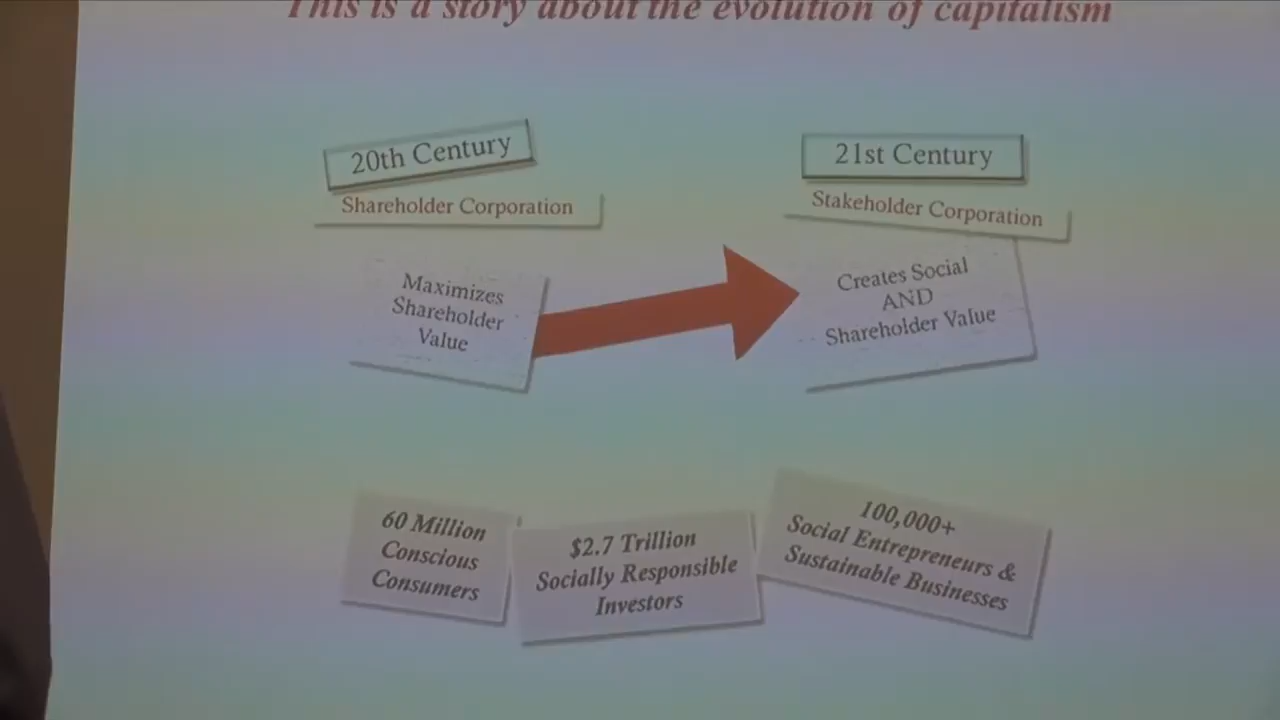 This is a story about the evolution of capitalism
20th Century
Shareholder Corporation
Maximizes
Shareholder
Value
21st Century
Stakeholder Corporation
Creates Social
AND
Shareholder Value
60 Million
Conscious
Consumers
$2.7 Trillion
Socially Responsible
Investors
100,000+
Social Entrepreneurs &
Sustainable Businesses